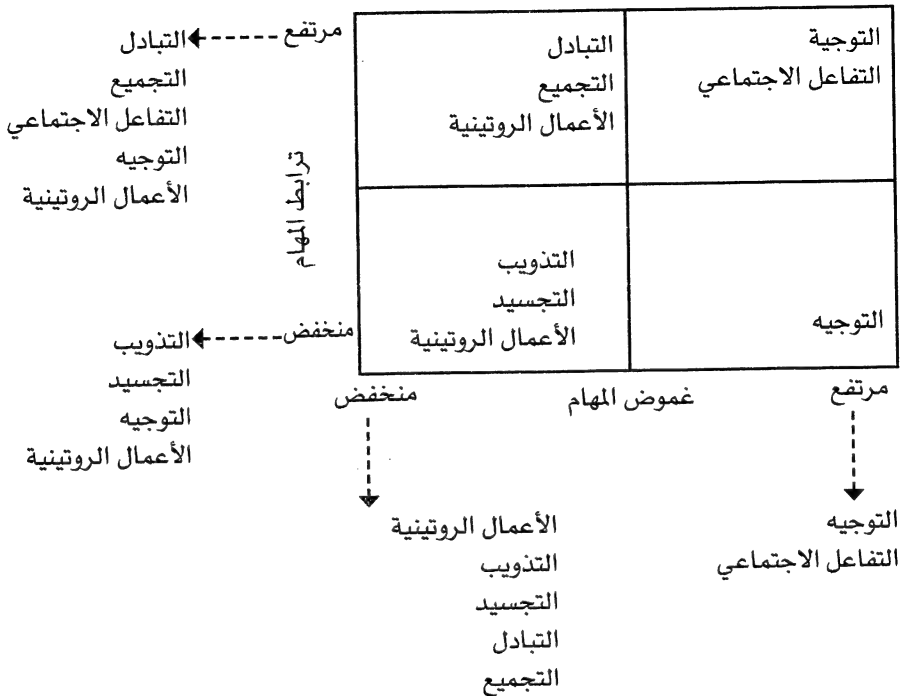 التوجية
التفاعل الاجتماعي
التبادل
التجميع
الأعمال الروتينية
مرتفع
التبادل
التجميع
التفاعل الاجتماعي
التوجيه
الأعمال الروتينية
ترابط المهام
التوجيه
التذويب
التجسيد
الأعمال الروتينية
منخفض
التذويب
التجسيد
التوجيه
الأعمال الروتينية
مرتفع
غموض المهام
منخفض
التوجيه
التفاعل الاجتماعي
الأعمال الروتينية
التذويب
التجسيد
التبادل
التجميع